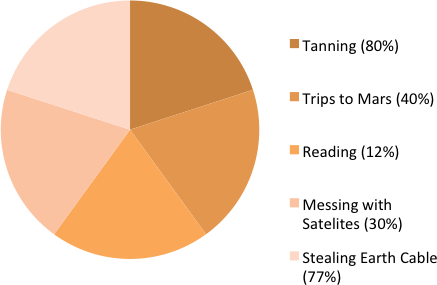 Tanning (80%)
Trips to Mars (40%)
Reading (12%)
Messing with
Satelites (30%)
Stealing Earth Cable
(77%)